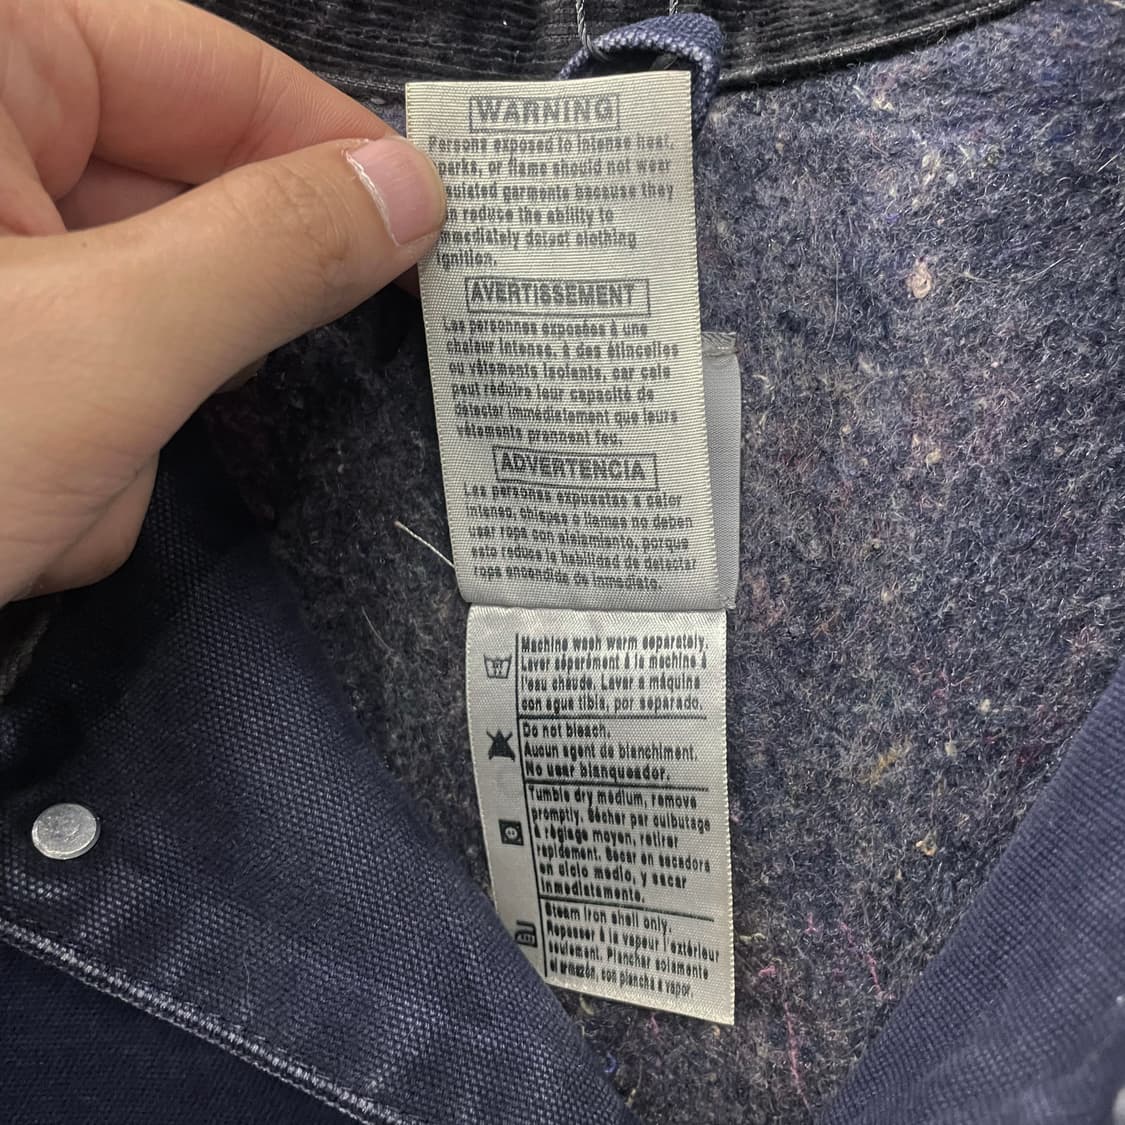 WARNING
Persons exposed to intense heat,
parks, or flame should not wear
sulated garments because they
n reduce the ability to
mmediately detect clothing
ignition.
AVERTISSEMENT
Les personnes exposées à une
chaleur intense, à des étincelles
ou vêtements isolents, car cela
peut réduire leur capacité de
détecter immédiatement que leurs
vêtements prennent feu.
ADVERTENCIA
Las personas expuestas a calor
intenso, chispas o llamas no deben
usar ropa con aislamiento, porque
esto reduce la habilidad de detectar
ropa encendida de inmediato.
Machine wash warm separately.
Laver séparément à la machine à
l'eau chaude. Lavar a máquina
con agua tibia, por separado.
Do not bleach.
Aucun agent de blanchiment.
No usar blanqueador.
Tumble dry medium, remove
promptly. Sécher par culbutage
à réglage moyen, retirer
rapidement. Secar en secadora
en ciclo medio, y sacar
inmediatamente.
Steam iron shell only.
Repasser à la vapeur l'extérieur
seulement. Planchar solamente
el armazón, con plancha a vapor.